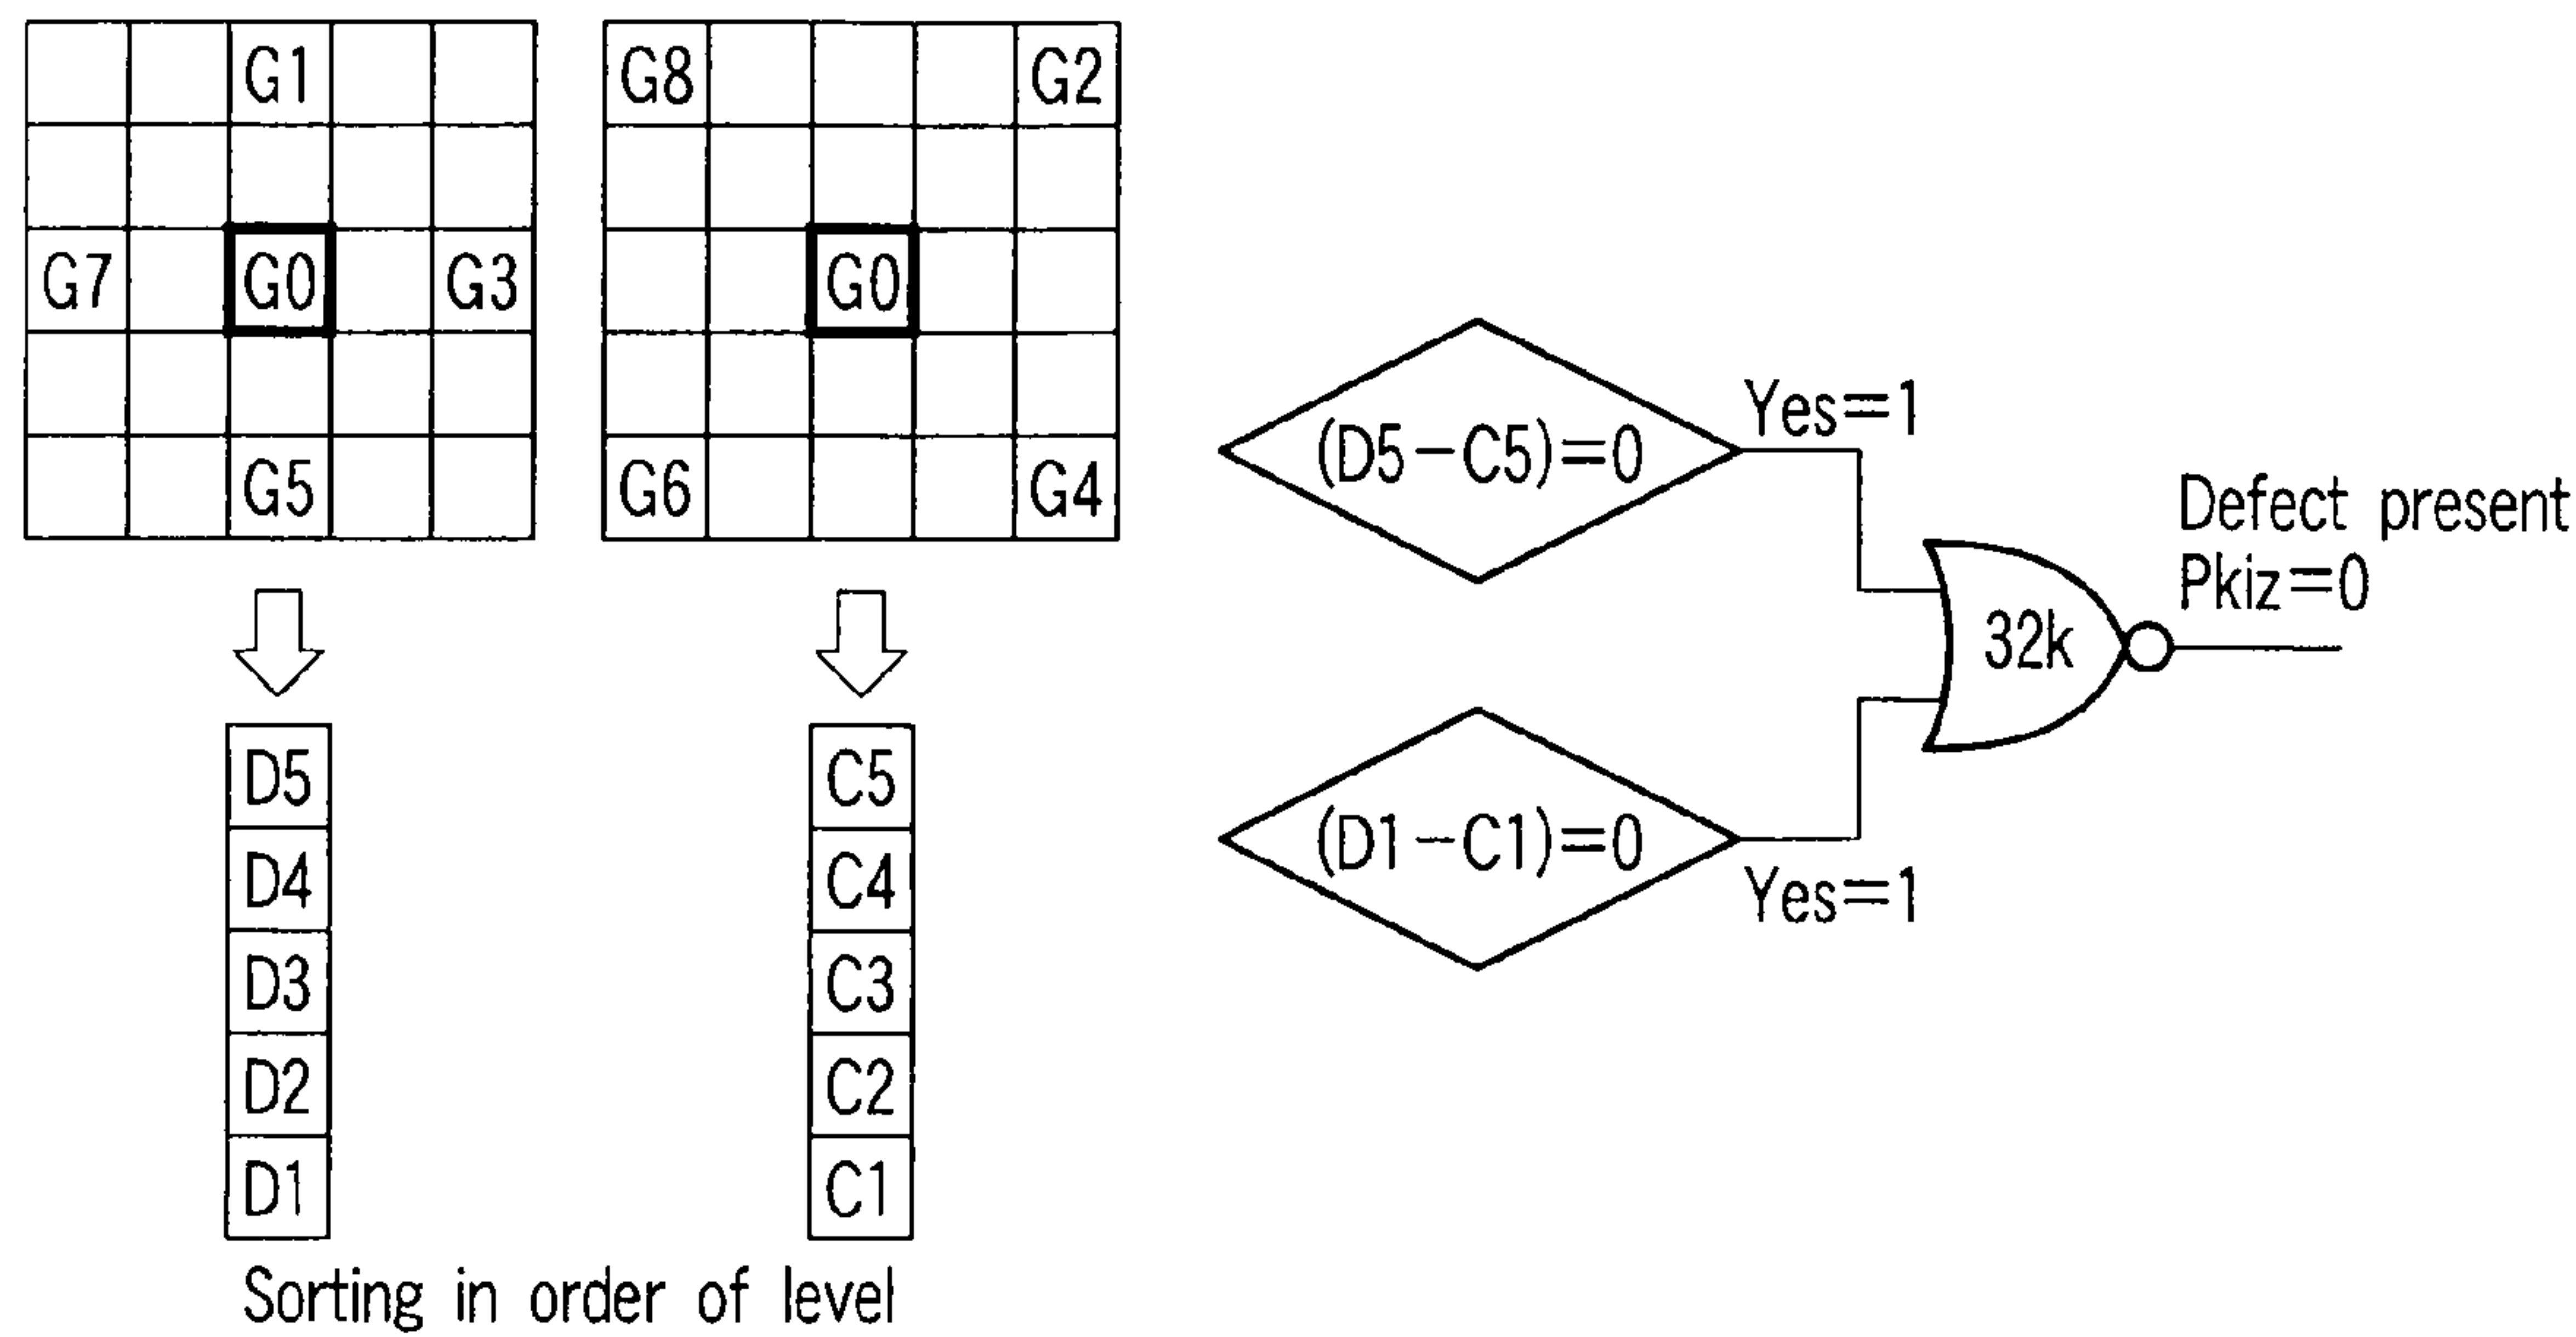 G1
G7 G0 G3
G5
G8 G2
G0
G6 G4
D5
D4
D3
D2
D1
C5
C4
C3
C2
C1
Sorting in order of level
(D5-C5)=0
Yes=1
(D1-C1)=0
Yes=1
32k
Defect present
Pkiz=0